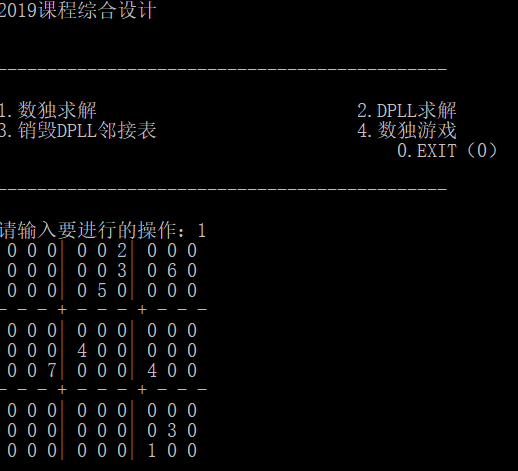 2019课程综合设计
-----------------------------------------------
1.数独求解 2.DPLL求解
3.销毁DPLL邻接表 4.数独游戏
0.EXIT（0）
-----------------------------------------------
请输入要进行的操作：1
0 0 0| 0 0 2| 0 0 0
0 0 0| 0 0 3| 0 6 0
0 0 0| 0 5 0| 0 0 0
- - - + - - - + - - -
0 0 0| 0 0 0| 0 0 0
0 0 0| 4 0 0| 0 0 0
0 0 7| 0 0 0| 4 0 0
- - - + - - - + - - -
0 0 0| 0 0 0| 0 0 0
0 0 0| 0 0 0| 0 3 0
0 0 0| 0 0 0| 1 0 0